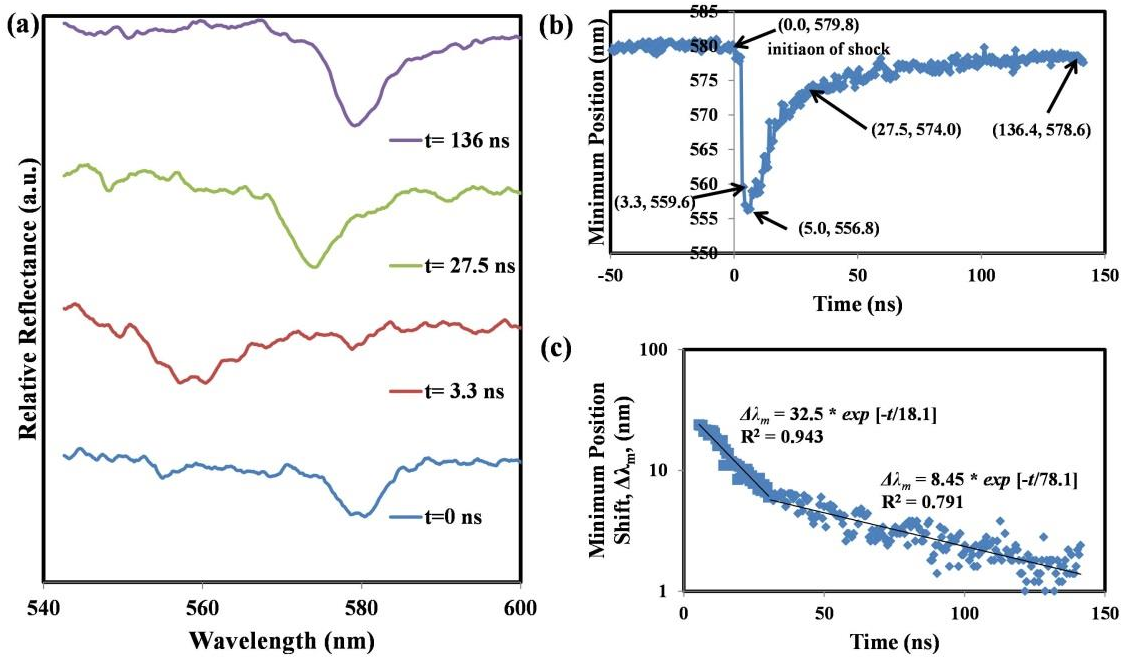 (a)
Relative Reflectance (a.u.)
t= 136 ns
t= 27.5 ns
t= 3.3 ns
t=0 ns
540
560
580
600
Wavelength (nm)
(b)
Minimum Position (nm)
585
580
575
570
565
560
555
550
(0.0, 579.8)
initiaon of shock
(27.5, 574.0)
(136.4, 578.6)
(3.3, 559.6)
(5.0, 556.8)
-50
0
50
100
150
Time (ns)
(c)
Minimum Position
Shift, Δλm, (nm)
100
10
1
Δλm = 32.5 * exp [-t/18.1]
R² = 0.943
Δλm = 8.45 * exp [-t/78.1]
R² = 0.791
0
50
100
150
Time (ns)